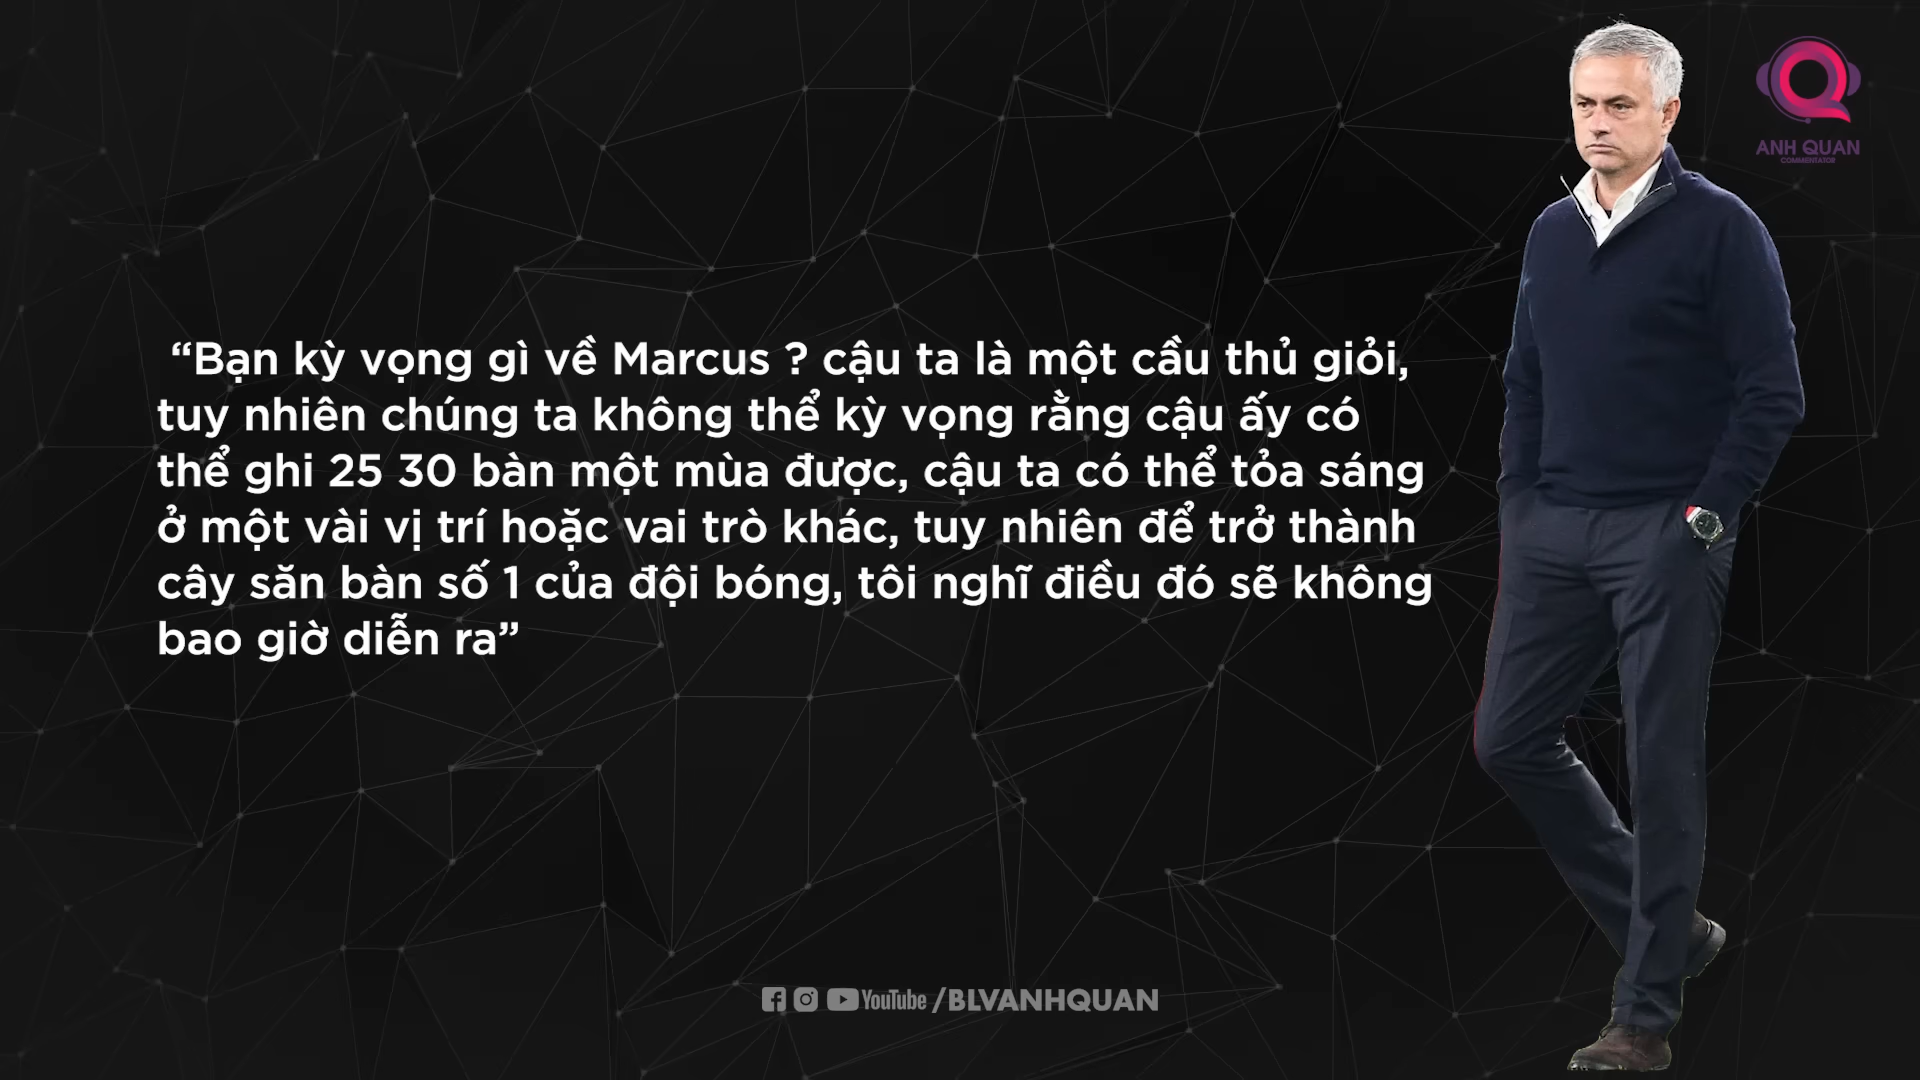 ANH QUAN
COMMENTATOR
“Bạn kỳ vọng gì về Marcus ? cậu ta là một cầu thủ giỏi,
tuy nhiên chúng ta không thể kỳ vọng rằng cậu ấy có
thể ghi 25 30 bàn một mùa được, cậu ta có thể tỏa sáng
ở một vài vị trí hoặc vai trò khác, tuy nhiên để trở thành
cây săn bàn số 1 của đội bóng, tôi nghĩ điều đó sẽ không
bao giờ diễn ra”
YouTube /BLVANHQUAN